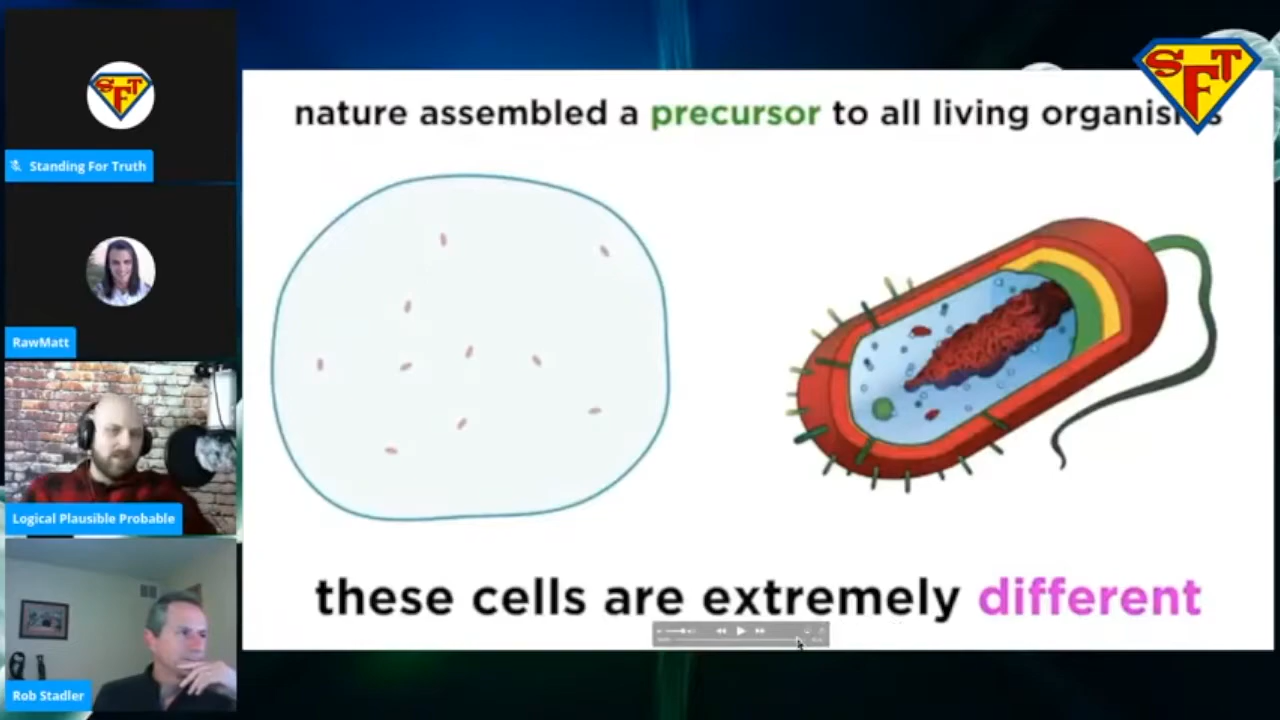 SFT
Standing For Truth
RawMatt
Logical Plausible Probable
Rob Stadler
SFT
nature assembled a precursor to all living organis s
these cells are extremely different